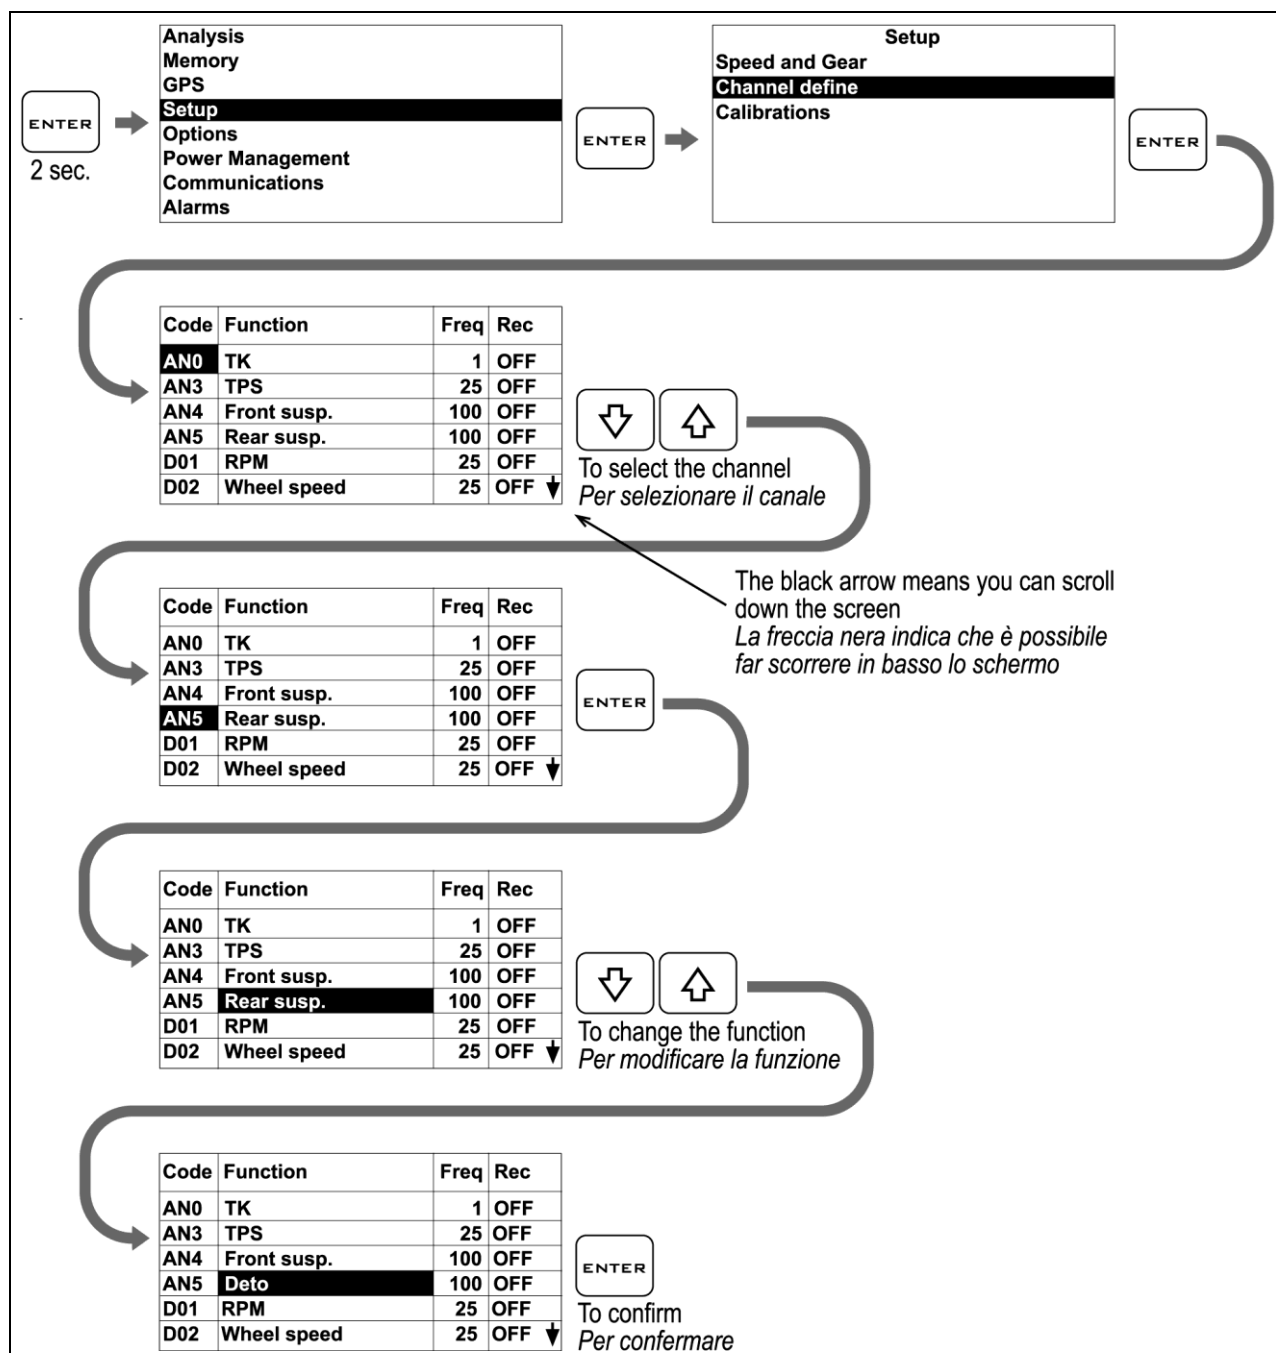 Analysis
Memory
GPS
Setup
Options
Power Management
Communications
Alarms
ENTER
2 sec.
ENTER
Setup
Speed and Gear
Channel define
Calibrations
ENTER
Code Function Freq Rec
AN0 TK 1 OFF
AN3 TPS 25 OFF
AN4 Front susp. 100 OFF
AN5 Rear susp. 100 OFF
D01 RPM 25 OFF
D02 Wheel speed 25 OFF
To select the channel
Per selezionare il canale
The black arrow means you can scroll
down the screen
La freccia nera indica che è possibile
far scorrere in basso lo schermo
Code Function Freq Rec
AN0 TK 1 OFF
AN3 TPS 25 OFF
AN4 Front susp. 100 OFF
AN5 Rear susp. 100 OFF
D01 RPM 25 OFF
D02 Wheel speed 25 OFF
ENTER
Code Function Freq Rec
AN0 TK 1 OFF
AN3 TPS 25 OFF
AN4 Front susp. 100 OFF
AN5 Rear susp. 100 OFF
D01 RPM 25 OFF
D02 Wheel speed 25 OFF
To change the function
Per modificare la funzione
Code Function Freq Rec
AN0 TK 1 OFF
AN3 TPS 25 OFF
AN4 Front susp. 100 OFF
AN5 Deto 100 OFF
D01 RPM 25 OFF
D02 Wheel speed 25 OFF
ENTER
To confirm
Per confermare